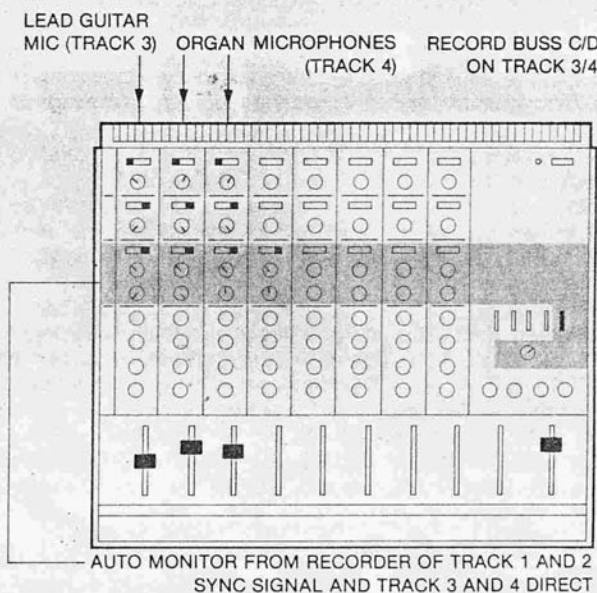 LEAD GUITAR
MIC (TRACK 3)
ORGAN MICROPHONES
(TRACK 4)
RECORD BUSS C/D
ON TRACK 3/4
AUTO MONITOR FROM RECORDER OF TRACK 1 AND 2
SYNC SIGNAL AND TRACK 3 AND 4 DIRECT